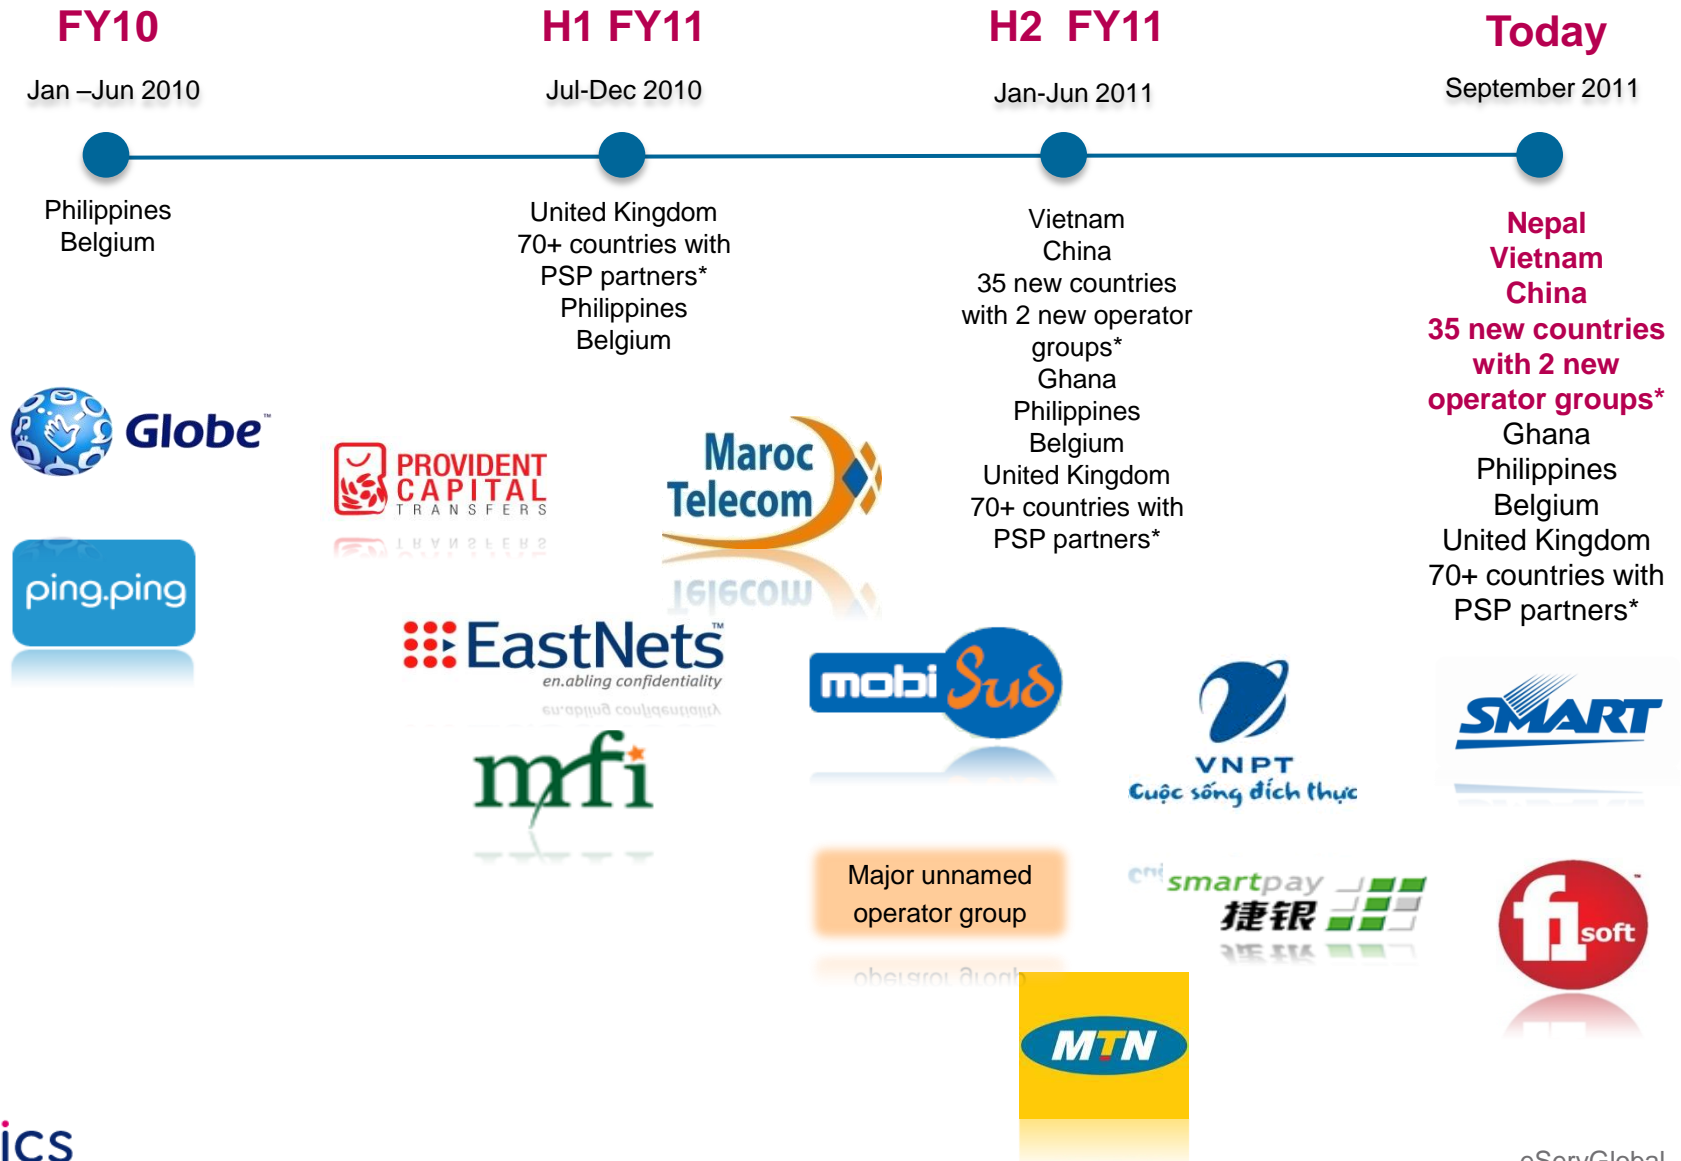 FY10
Jan –Jun 2010
Philippines
Belgium
H1 FY11
Jul-Dec 2010
United Kingdom
70+ countries with
PSP partners*
Philippines
Belgium
H2 FY11
Jan-Jun 2011
Vietnam
China
35 new countries
with 2 new operator
groups*
Ghana
Philippines
Belgium
United Kingdom
70+ countries with
PSP partners*
Today
September 2011
Nepal
Vietnam
China
35 new countries
with 2 new
operator groups*
Ghana
Philippines
Belgium
United Kingdom
70+ countries with
PSP partners*
Globe™
ping.ping
PROVIDENT
CAPITAL
TRANSFERS
Maroc
Telecom
EastNets™
en.abling confidentiality
mfi
mobi Sud
VNPT
Cuộc sống đích thực
SMART
Major unnamed
operator group
smartpay
捷银
f1soft
MTN
ics
eServGlobal